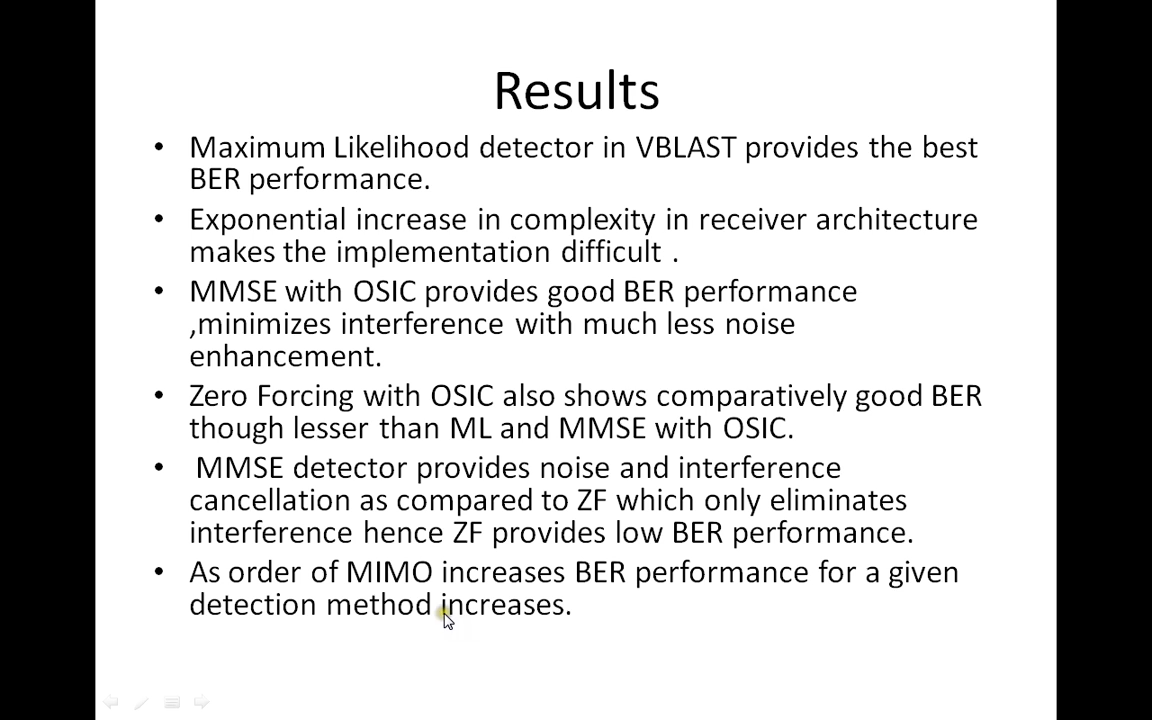 Results
• Maximum Likelihood detector in VBLAST provides the best
BER performance.
• Exponential increase in complexity in receiver architecture
makes the implementation difficult .
• MMSE with OSIC provides good BER performance
,minimizes interference with much less noise
enhancement.
• Zero Forcing with OSIC also shows comparatively good BER
though lesser than ML and MMSE with OSIC.
• MMSE detector provides noise and interference
cancellation as compared to ZF which only eliminates
interference hence ZF provides low BER performance.
• As order of MIMO increases BER performance for a given
detection method increases.